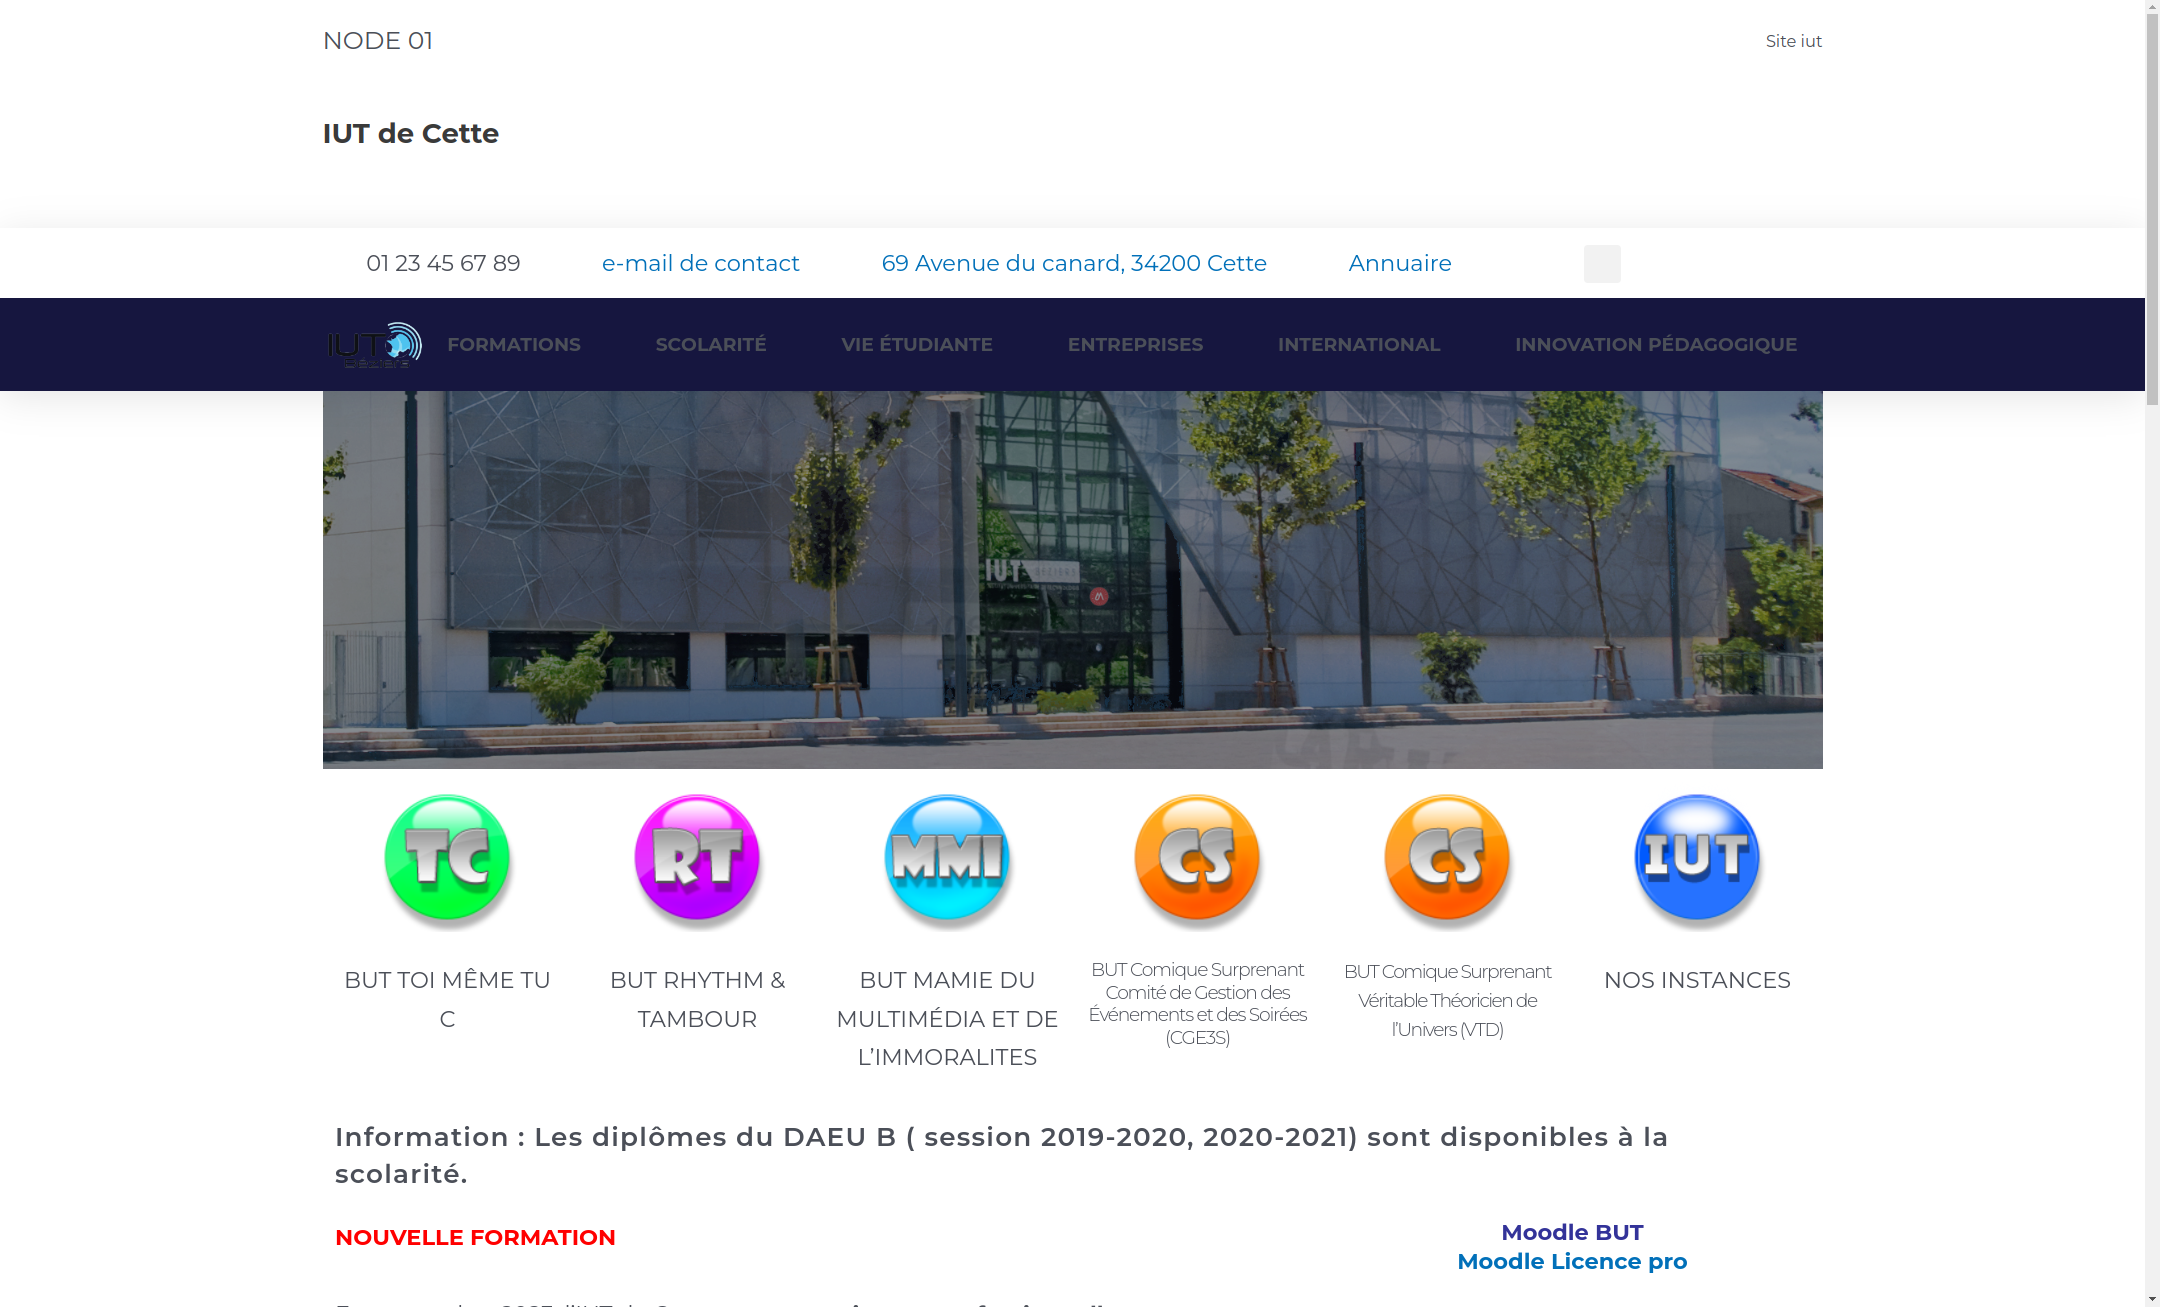 NODE 01
Site iut
IUT de Cette
01 23 45 67 89
e-mail de contact
69 Avenue du canard, 34200 Cette
Annuaire
IUT
Béziers
FORMATIONS
SCOLARITÉ
VIE ÉTUDIANTE
ENTREPRISES
INTERNATIONAL
INNOVATION PÉDAGOGIQUE
IUT BÉZIERS
TC
RT
MMI
CS
CS
IUT
BUT TOI MÊME TU
C
BUT RHYTHM &
TAMBOUR
BUT MAMIE DU
MULTIMÉDIA ET DE
L’IMMORALITES
BUT Comique Surprenant
Comité de Gestion des
Événements et des Soirées
(CGE3S)
BUT Comique Surprenant
Véritable Théoricien de
l’Univers (VTD)
NOS INSTANCES
Information : Les diplômes du DAEU B ( session 2019-2020, 2020-2021) sont disponibles à la
scolarité.
NOUVELLE FORMATION
Moodle BUT
Moodle Licence pro